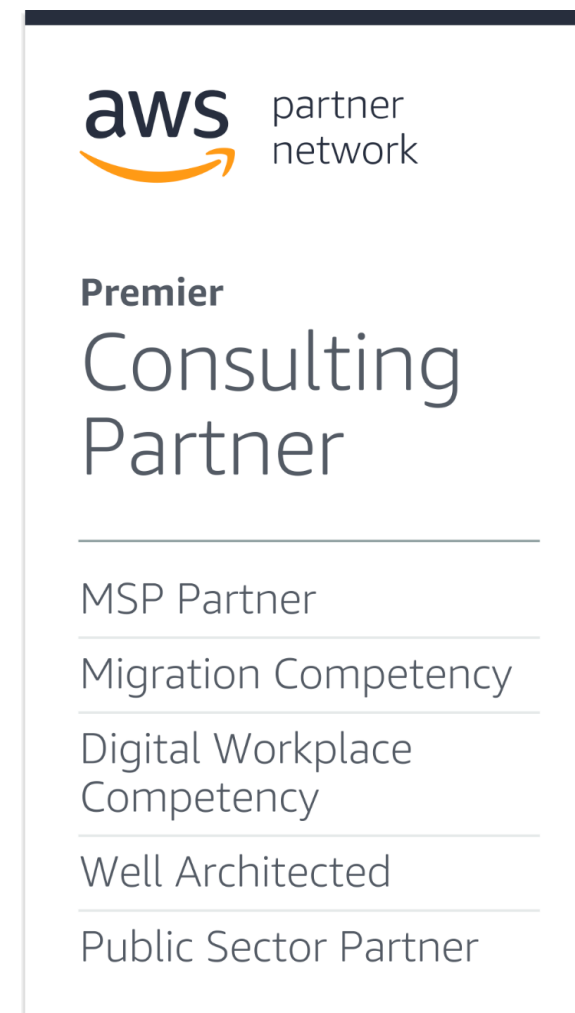 aws
partner
network
Premier
Consulting
Partner
MSP Partner
Migration Competency
Digital Workplace
Competency
Well Architected
Public Sector Partner